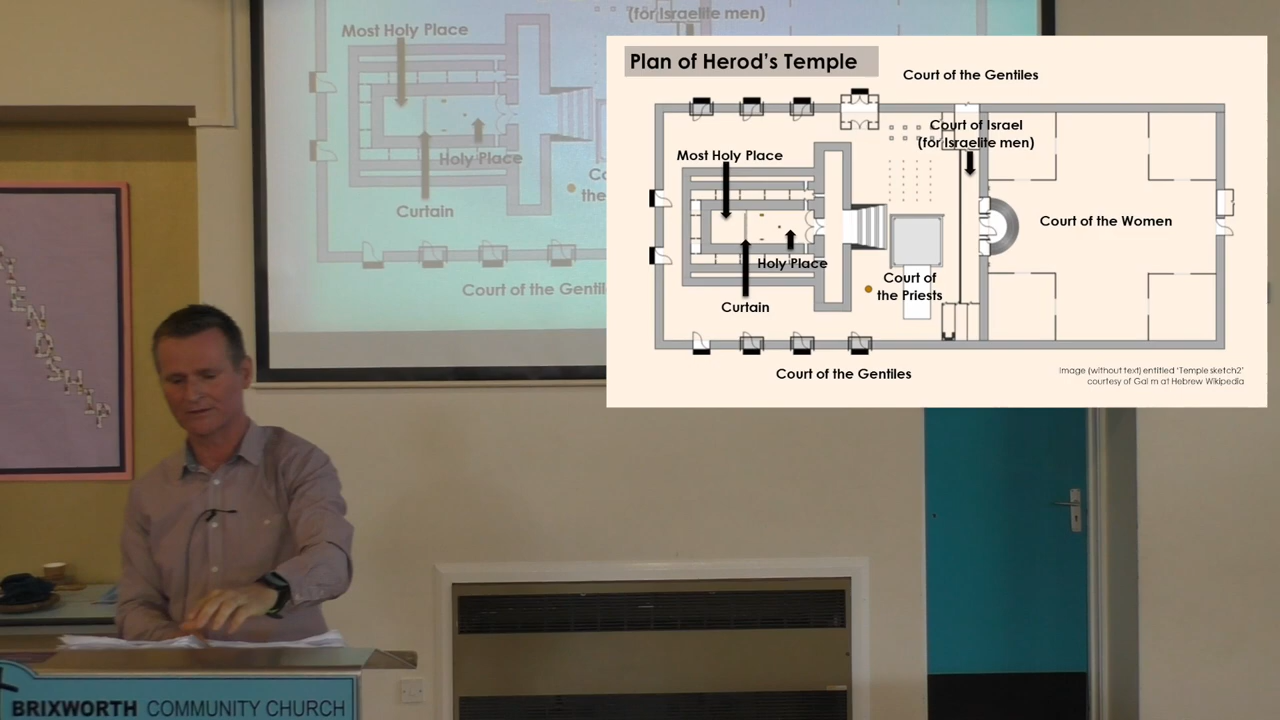 (for Israelite men)
Most Holy Place
Holy Place
Curtain
Court of the Gentil
Plan of Herod's Temple
Court of the Gentiles
Court of Israel
(for Israelite men)
Most Holy Place
Court of the Women
Holy Place
Court of
the Priests
Curtain
Court of the Gentiles
Image (without text) entitled 'Temple sketch2'
courtesy of Gal m at Hebrew Wikipedia
BRIXWORTH COMMUNITY CHURCH